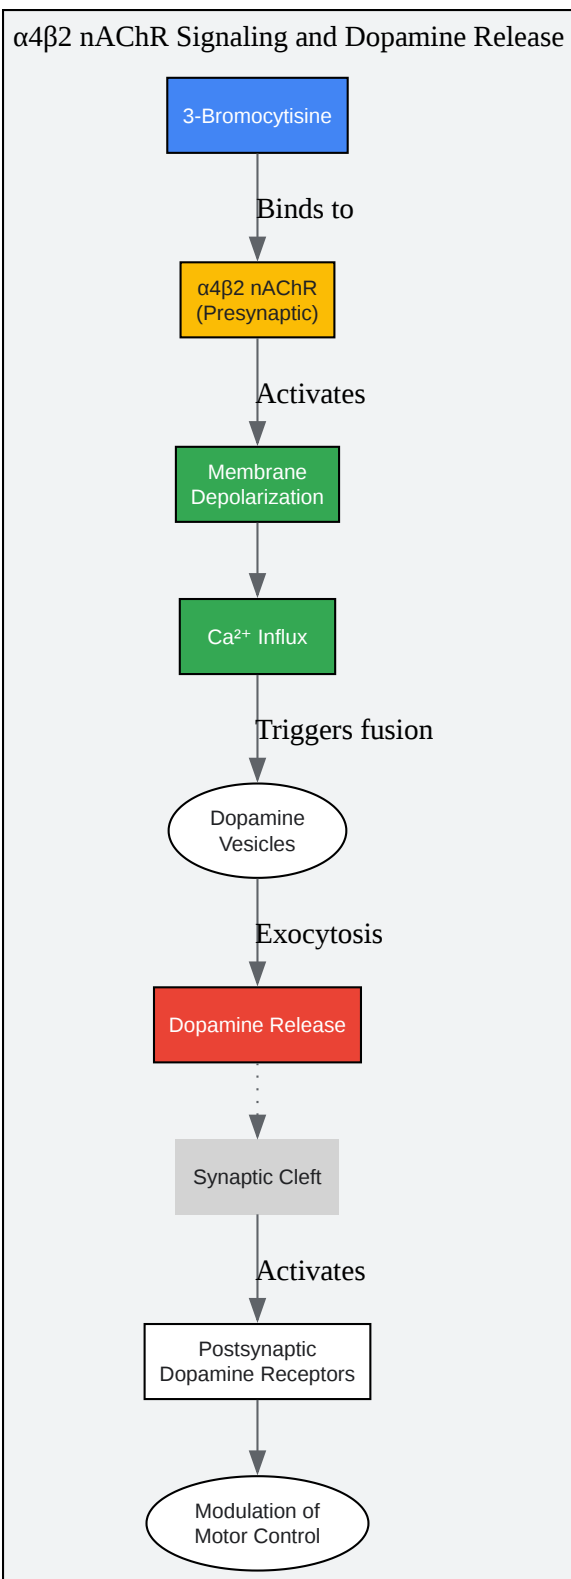 α4β2 nAChR Signaling and Dopamine Release
3-Bromocytisine
Binds to
α4β2 nAChR
(Presynaptic)
Activates
Membrane
Depolarization
Ca²⁺ Influx
Triggers fusion
Dopamine
Vesicles
Exocytosis
Dopamine Release
Synaptic Cleft
Activates
Postsynaptic
Dopamine Receptors
Modulation of
Motor Control